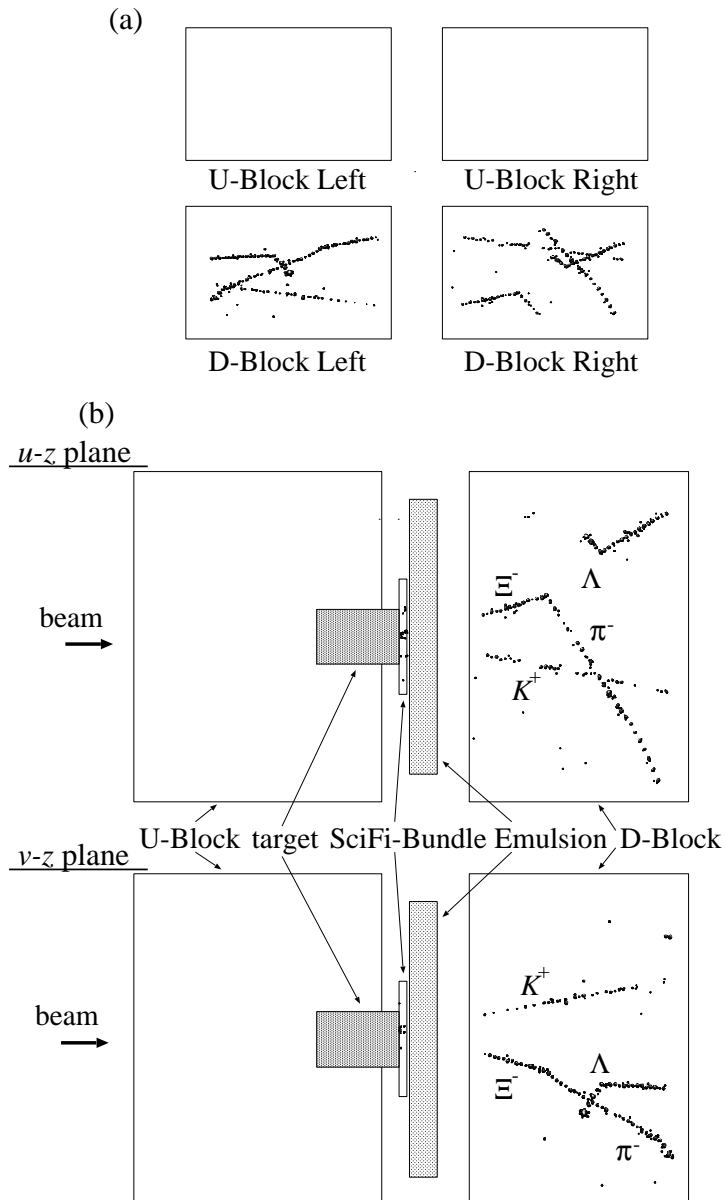 (a)
U-Block Left U-Block Right
D-Block Left D-Block Right
(b)
u-z plane
Λ
Ξ⁻
beam
π⁻
K⁺
U-Block target SciFi-Bundle Emulsion D-Block
v-z plane
K⁺
beam
Λ
Ξ⁻
π⁻